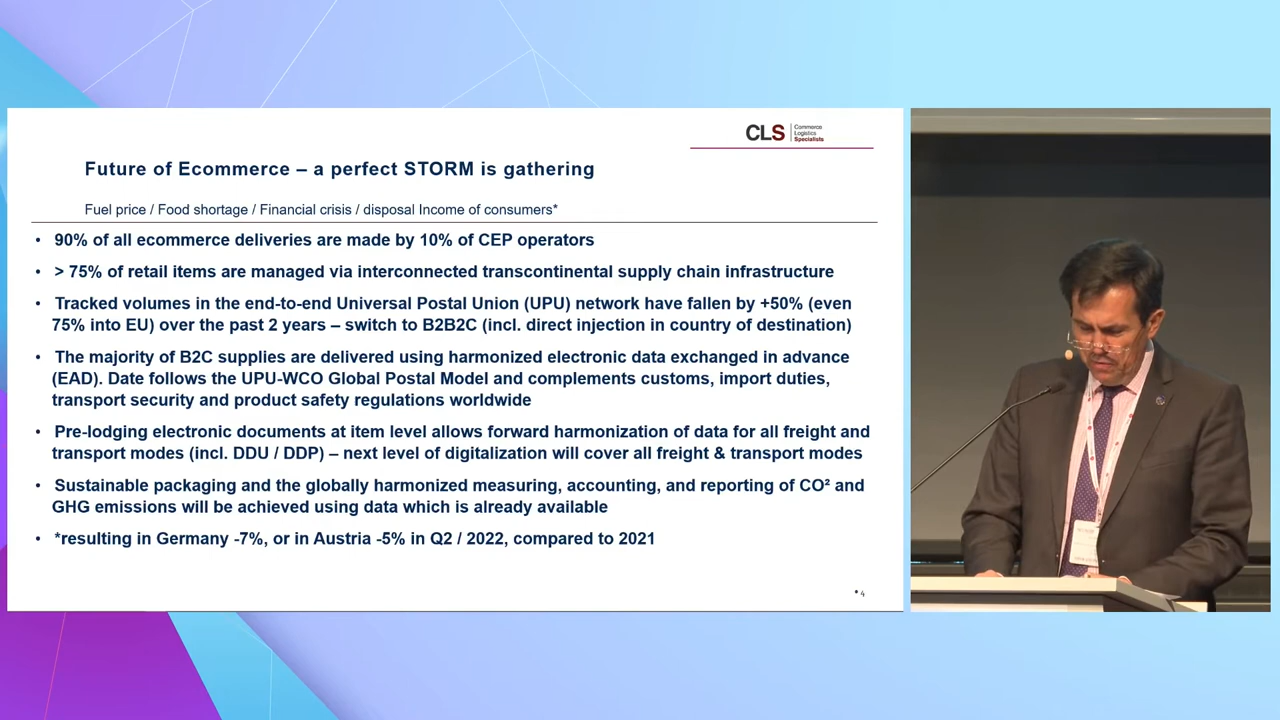 CLS Commerce
Logistics
Specialists
Future of Ecommerce – a perfect STORM is gathering
Fuel price / Food shortage / Financial crisis / disposal Income of consumers*
• 90% of all ecommerce deliveries are made by 10% of CEP operators
• > 75% of retail items are managed via interconnected transcontinental supply chain infrastructure
• Tracked volumes in the end-to-end Universal Postal Union (UPU) network have fallen by +50% (even
75% into EU) over the past 2 years – switch to B2B2C (incl. direct injection in country of destination)
• The majority of B2C supplies are delivered using harmonized electronic data exchanged in advance
(EAD). Date follows the UPU-WCO Global Postal Model and complements customs, import duties,
transport security and product safety regulations worldwide
• Pre-lodging electronic documents at item level allows forward harmonization of data for all freight and
transport modes (incl. DDU / DDP) – next level of digitalization will cover all freight & transport modes
• Sustainable packaging and the globally harmonized measuring, accounting, and reporting of CO² and
GHG emissions will be achieved using data which is already available
• *resulting in Germany -7%, or in Austria -5% in Q2 / 2022, compared to 2021
• 4